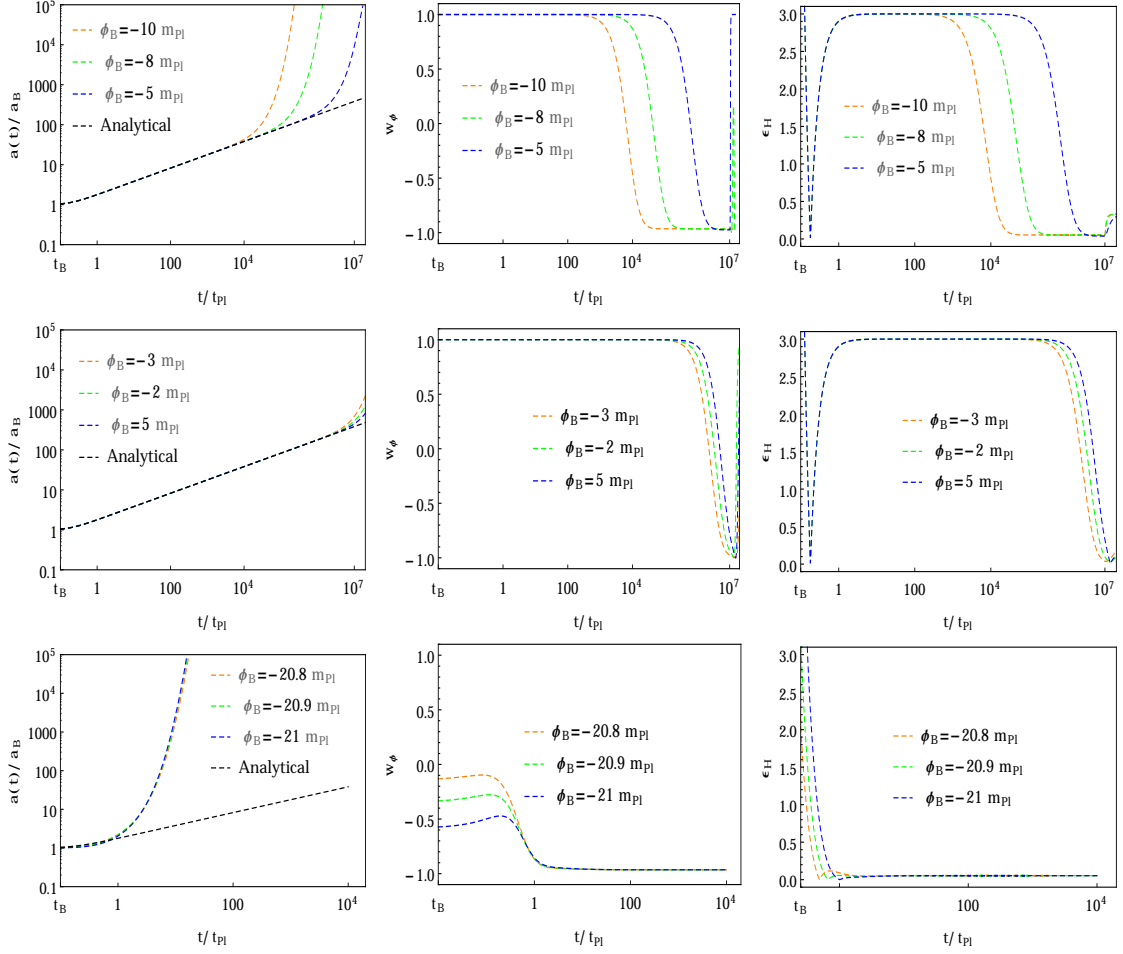 a(t)/a_B
10^5
10^4
1000
100
10
1
0.1
ϕ_B=−10 m_Pl
ϕ_B=−8 m_Pl
ϕ_B=−5 m_Pl
Analytical
t_B 1 100 10^4 10^7
t/t_Pl
w_ϕ
1.0
0.5
0.0
−0.5
−1.0
ϕ_B=−10 m_Pl
ϕ_B=−8 m_Pl
ϕ_B=−5 m_Pl
t_B 1 100 10^4 10^7
t/t_Pl
ϵ_H
3.0
2.5
2.0
1.5
1.0
0.5
0.0
ϕ_B=−10 m_Pl
ϕ_B=−8 m_Pl
ϕ_B=−5 m_Pl
t_B 1 100 10^4 10^7
t/t_Pl
a(t)/a_B
10^5
10^4
1000
100
10
1
0.1
ϕ_B=−3 m_Pl
ϕ_B=−2 m_Pl
ϕ_B=5 m_Pl
Analytical
t_B 1 100 10^4 10^7
t/t_Pl
w_ϕ
1.0
0.5
0.0
−0.5
−1.0
ϕ_B=−3 m_Pl
ϕ_B=−2 m_Pl
ϕ_B=5 m_Pl
t_B 1 100 10^4 10^7
t/t_Pl
ϵ_H
3.0
2.5
2.0
1.5
1.0
0.5
0.0
ϕ_B=−3 m_Pl
ϕ_B=−2 m_Pl
ϕ_B=5 m_Pl
t_B 1 100 10^4 10^7
t/t_Pl
a(t)/a_B
10^5
10^4
1000
100
10
1
0.1
ϕ_B=−20.8 m_Pl
ϕ_B=−20.9 m_Pl
ϕ_B=−21 m_Pl
Analytical
t_B 1 100 10^4
t/t_Pl
w_ϕ
1.0
0.5
0.0
−0.5
−1.0
ϕ_B=−20.8 m_Pl
ϕ_B=−20.9 m_Pl
ϕ_B=−21 m_Pl
t_B 1 100 10^4
t/t_Pl
ϵ_H
3.0
2.5
2.0
1.5
1.0
0.5
0.0
ϕ_B=−20.8 m_Pl
ϕ_B=−20.9 m_Pl
ϕ_B=−21 m_Pl
t_B 1 100 10^4
t/t_Pl